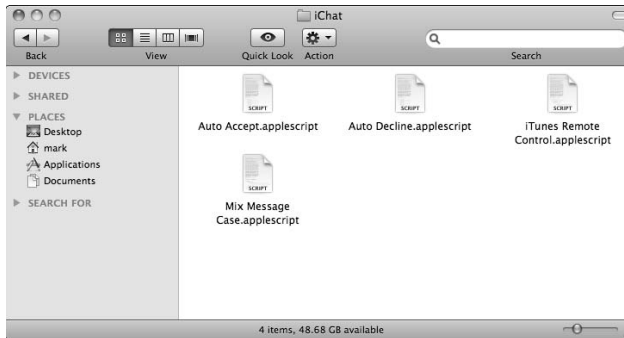 iChat
Back
View
Quick Look
Action
Search
DEVICES
SHARED
PLACES
Desktop
mark
Applications
Documents
SEARCH FOR
SCRIPT
Auto Accept.applescript
SCRIPT
Auto Decline.applescript
SCRIPT
iTunes Remote
Control.applescript
SCRIPT
Mix Message
Case.applescript
4 items, 48.68 GB available